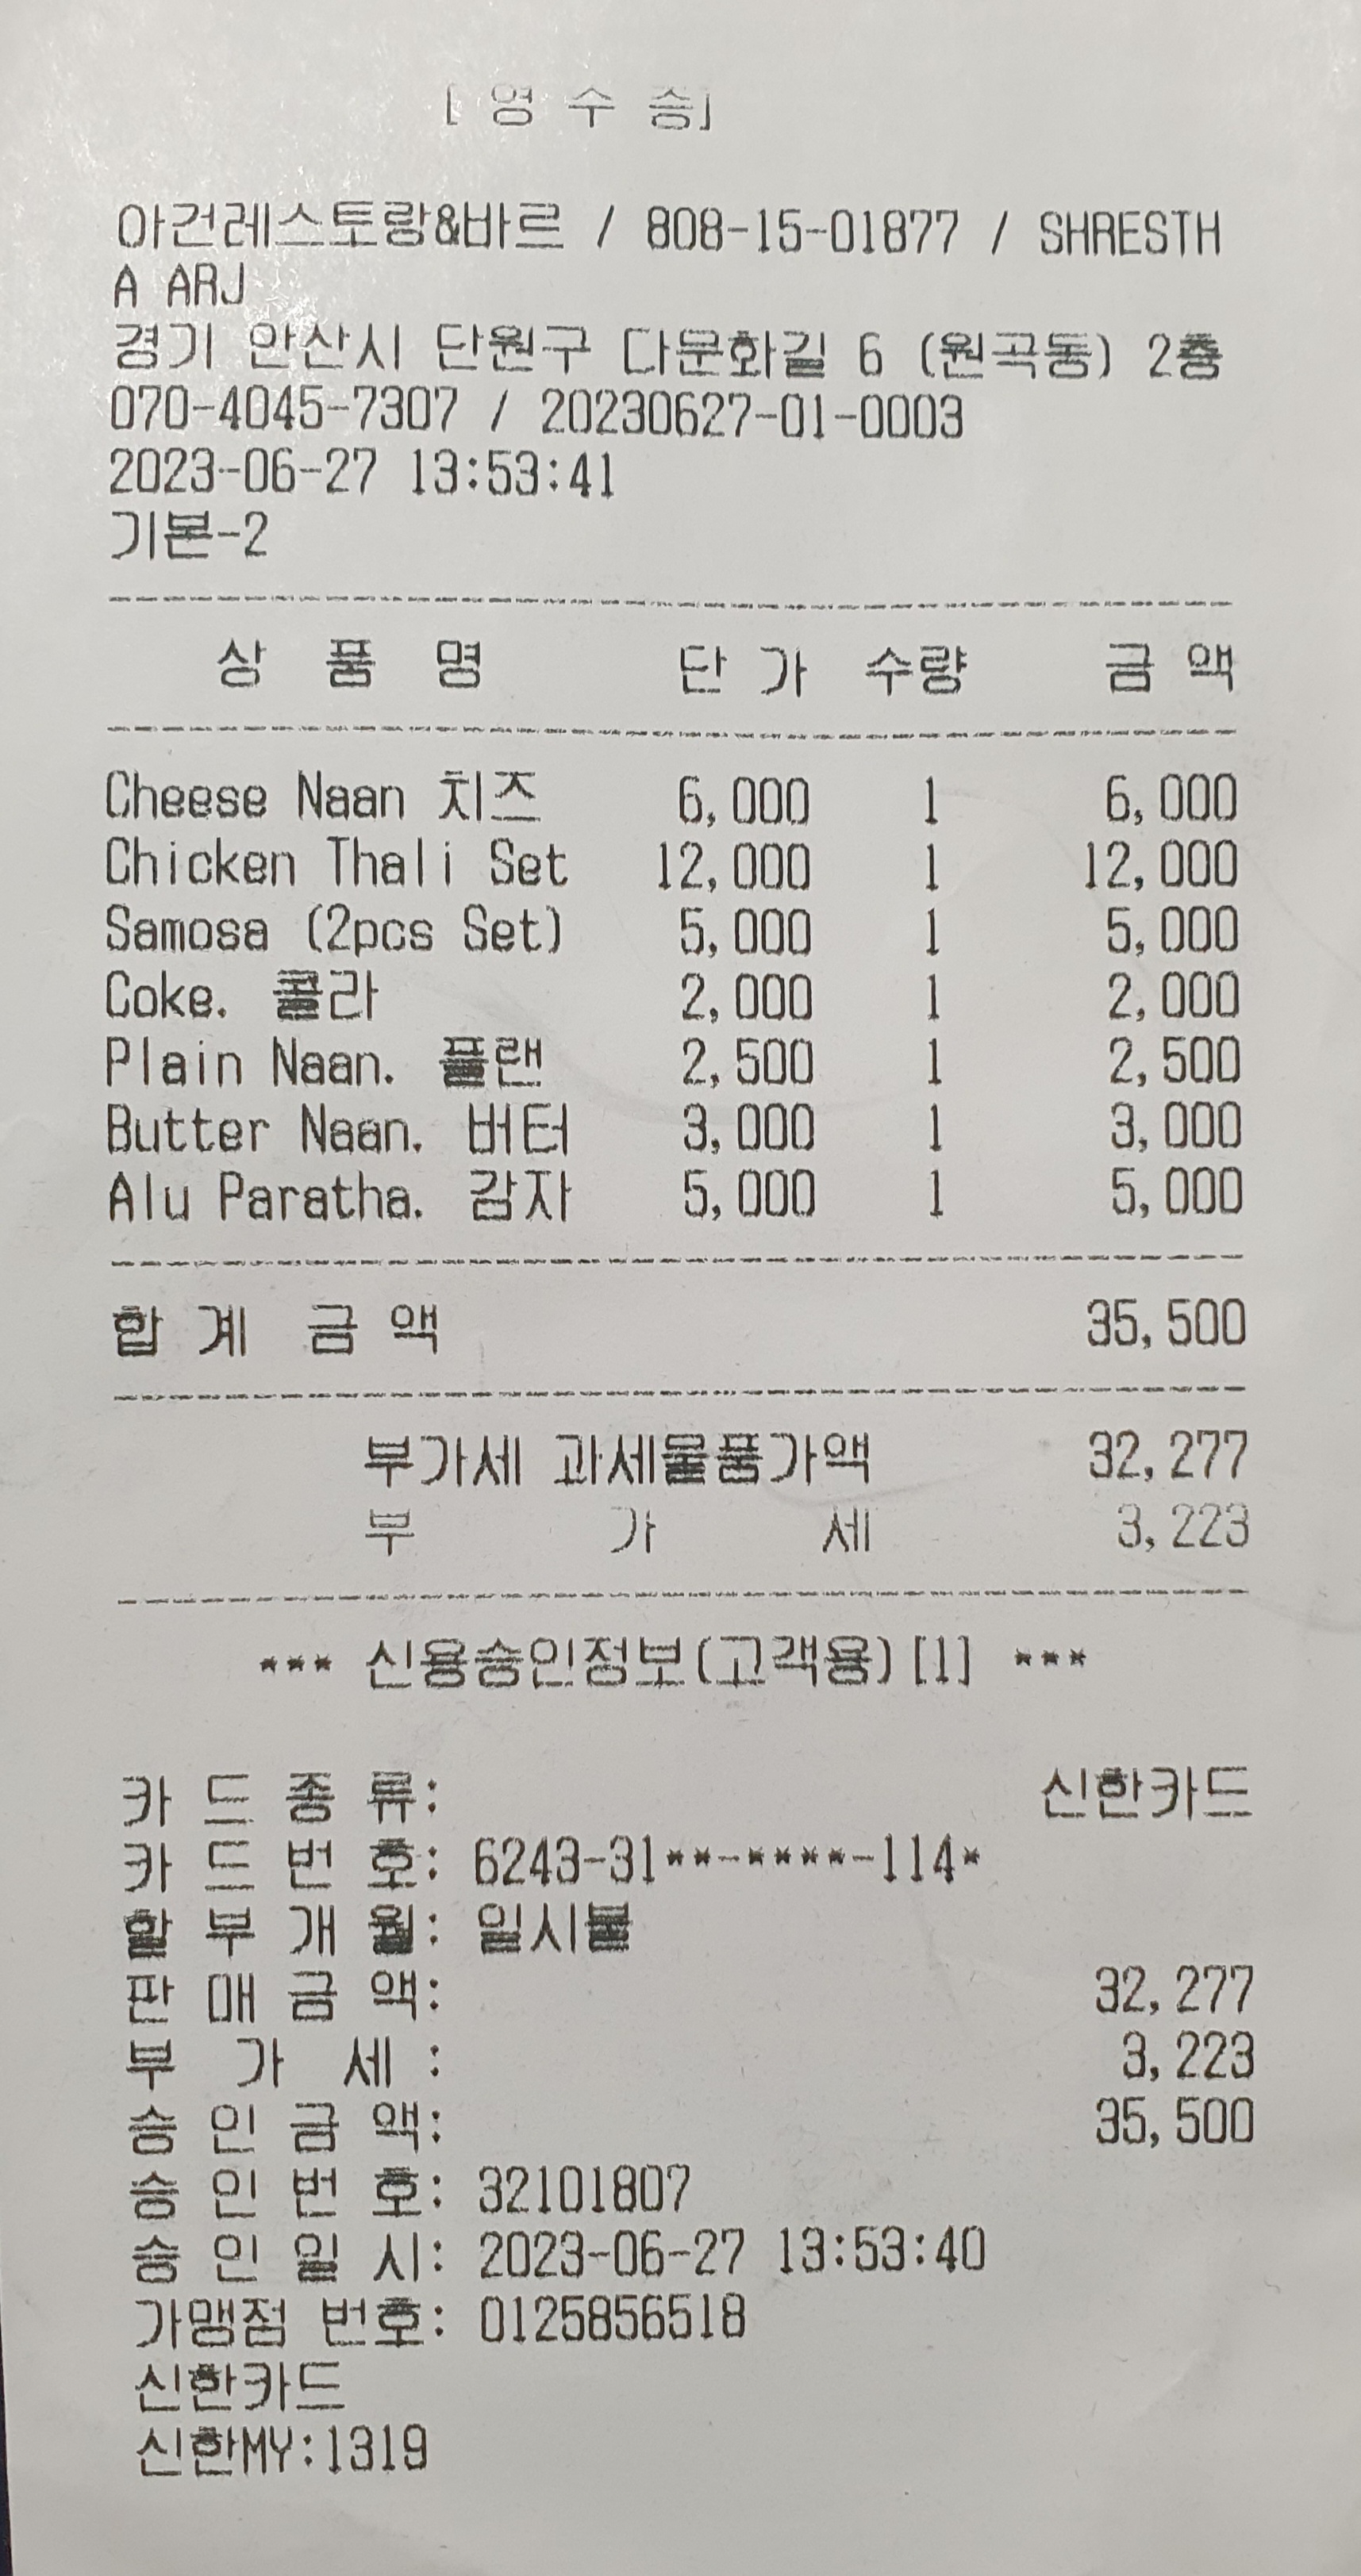 [ 영 수 증]
아건레스토랑&바르 / 808-15-01877 / SHRESTH
A ARJ
경기 안산시 단원구 다문화길 6 (원곡동) 2층
070-4045-7307 / 20230627-01-0003
2023-06-27 13:53:41
기본-2
상 품 명 단 가 수량 금 액
Cheese Naan 치즈 6,000 1 6,000
Chicken Thali Set 12,000 1 12,000
Samosa (2pcs Set) 5,000 1 5,000
Coke. 콜라 2,000 1 2,000
Plain Naan. 플랜 2,500 1 2,500
Butter Naan. 버터 3,000 1 3,000
Alu Paratha. 감자 5,000 1 5,000
합 계 금 액 35,500
부가세 과세물품가액 32,277
부 가 세 3,223
*** 신용승인정보(고객용)[1] ***
카 드 종 류: 신한카드
카 드 번 호: 6243-31**-****-114*
할 부 개 월: 일시불
판 매 금 액: 32,277
부 가 세 : 3,223
승 인 금 액: 35,500
승 인 번 호: 32101807
승 인 일 시: 2023-06-27 13:53:40
가맹점 번호: 0125856518
신한카드
신한MY:1319